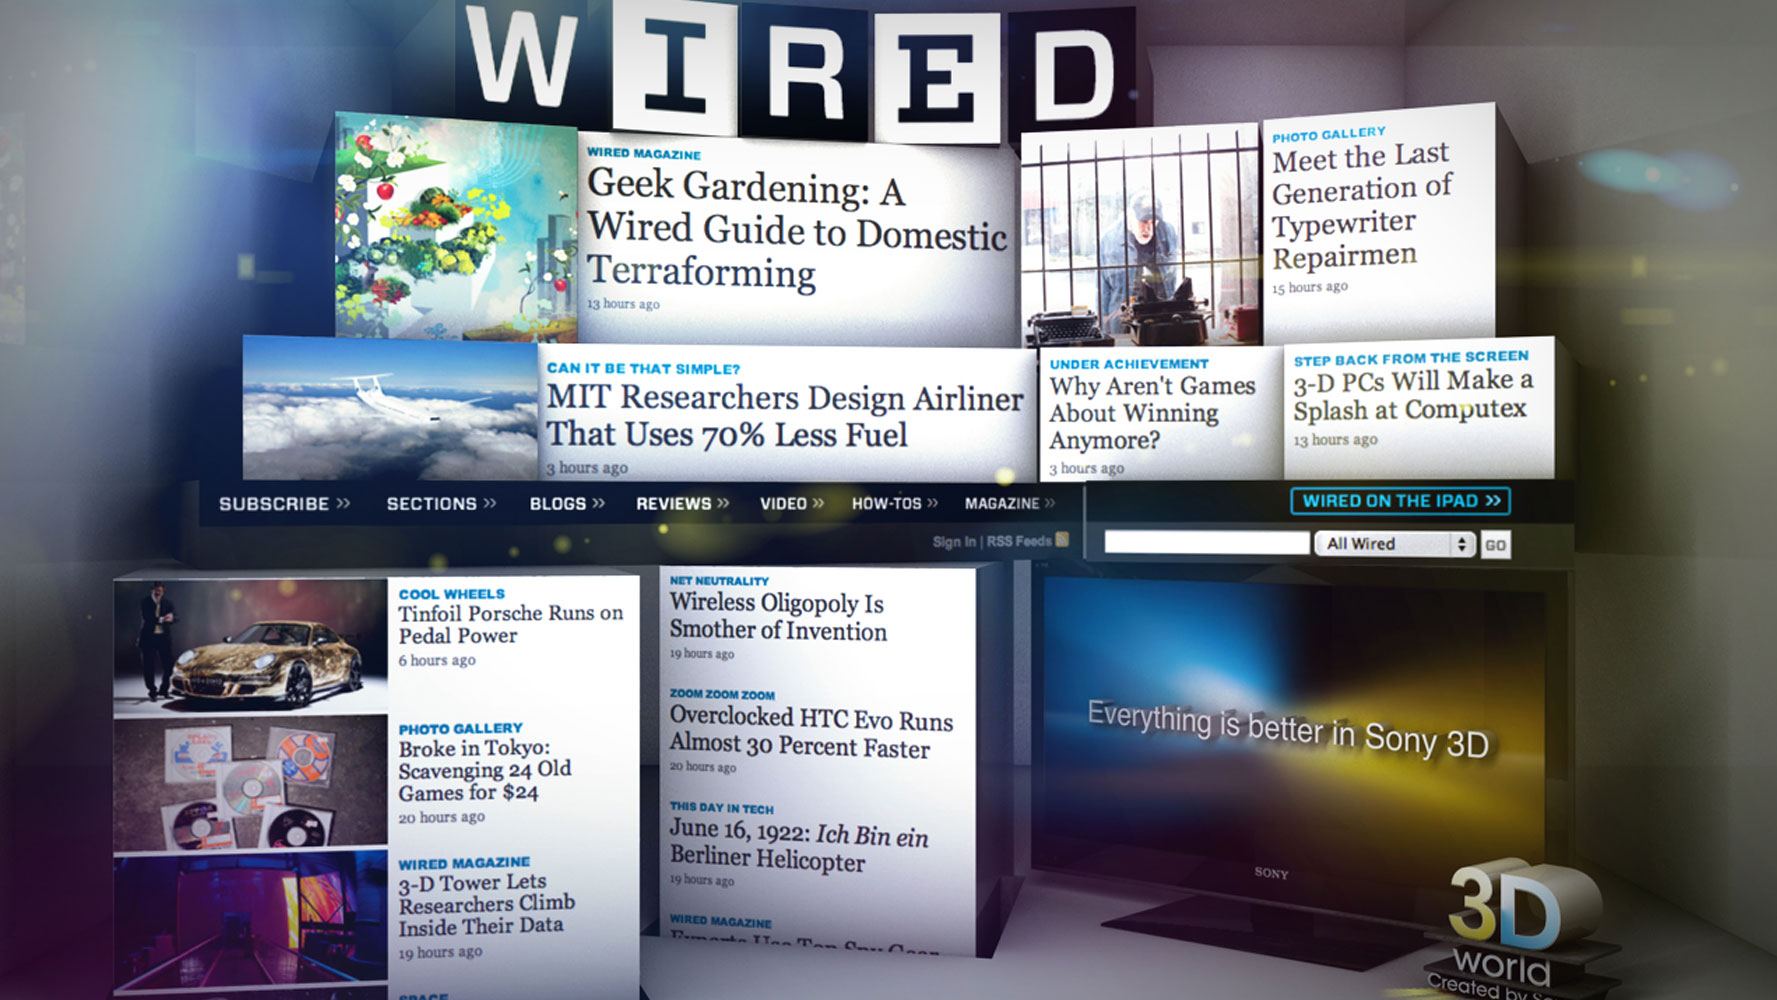 WIRED
WIRED MAGAZINE
Geek Gardening: A
Wired Guide to Domestic
Terraforming
13 hours ago
PHOTO GALLERY
Meet the Last
Generation of
Typewriter
Repairmen
15 hours ago
CAN IT BE THAT SIMPLE?
MIT Researchers Design Airliner
That Uses 70% Less Fuel
3 hours ago
UNDER ACHIEVEMENT
Why Aren't Games
About Winning
Anymore?
3 hours ago
STEP BACK FROM THE SCREEN
3-D PCs Will Make a
Splash at Computex
13 hours ago
SUBSCRIBE >> SECTIONS >> BLOGS >> REVIEWS >> VIDEO >> HOW-TOS >> MAGAZINE >>
WIRED ON THE IPAD >>
Sign In | RSS Feeds
All Wired GO
COOL WHEELS
Tinfoil Porsche Runs on
Pedal Power
6 hours ago
PHOTO GALLERY
Broke in Tokyo:
Scavenging 24 Old
Games for $24
20 hours ago
WIRED MAGAZINE
3-D Tower Lets
Researchers Climb
Inside Their Data
19 hours ago
SPACE
NET NEUTRALITY
Wireless Oligopoly Is
Smother of Invention
19 hours ago
ZOOM ZOOM ZOOM
Overclocked HTC Evo Runs
Almost 30 Percent Faster
20 hours ago
THIS DAY IN TECH
June 16, 1922: Ich Bin ein
Berliner Helicopter
19 hours ago
WIRED MAGAZINE
Experts Use Top Spy Gear
Everything is better in Sony 3D
SONY
3D
world
Created by